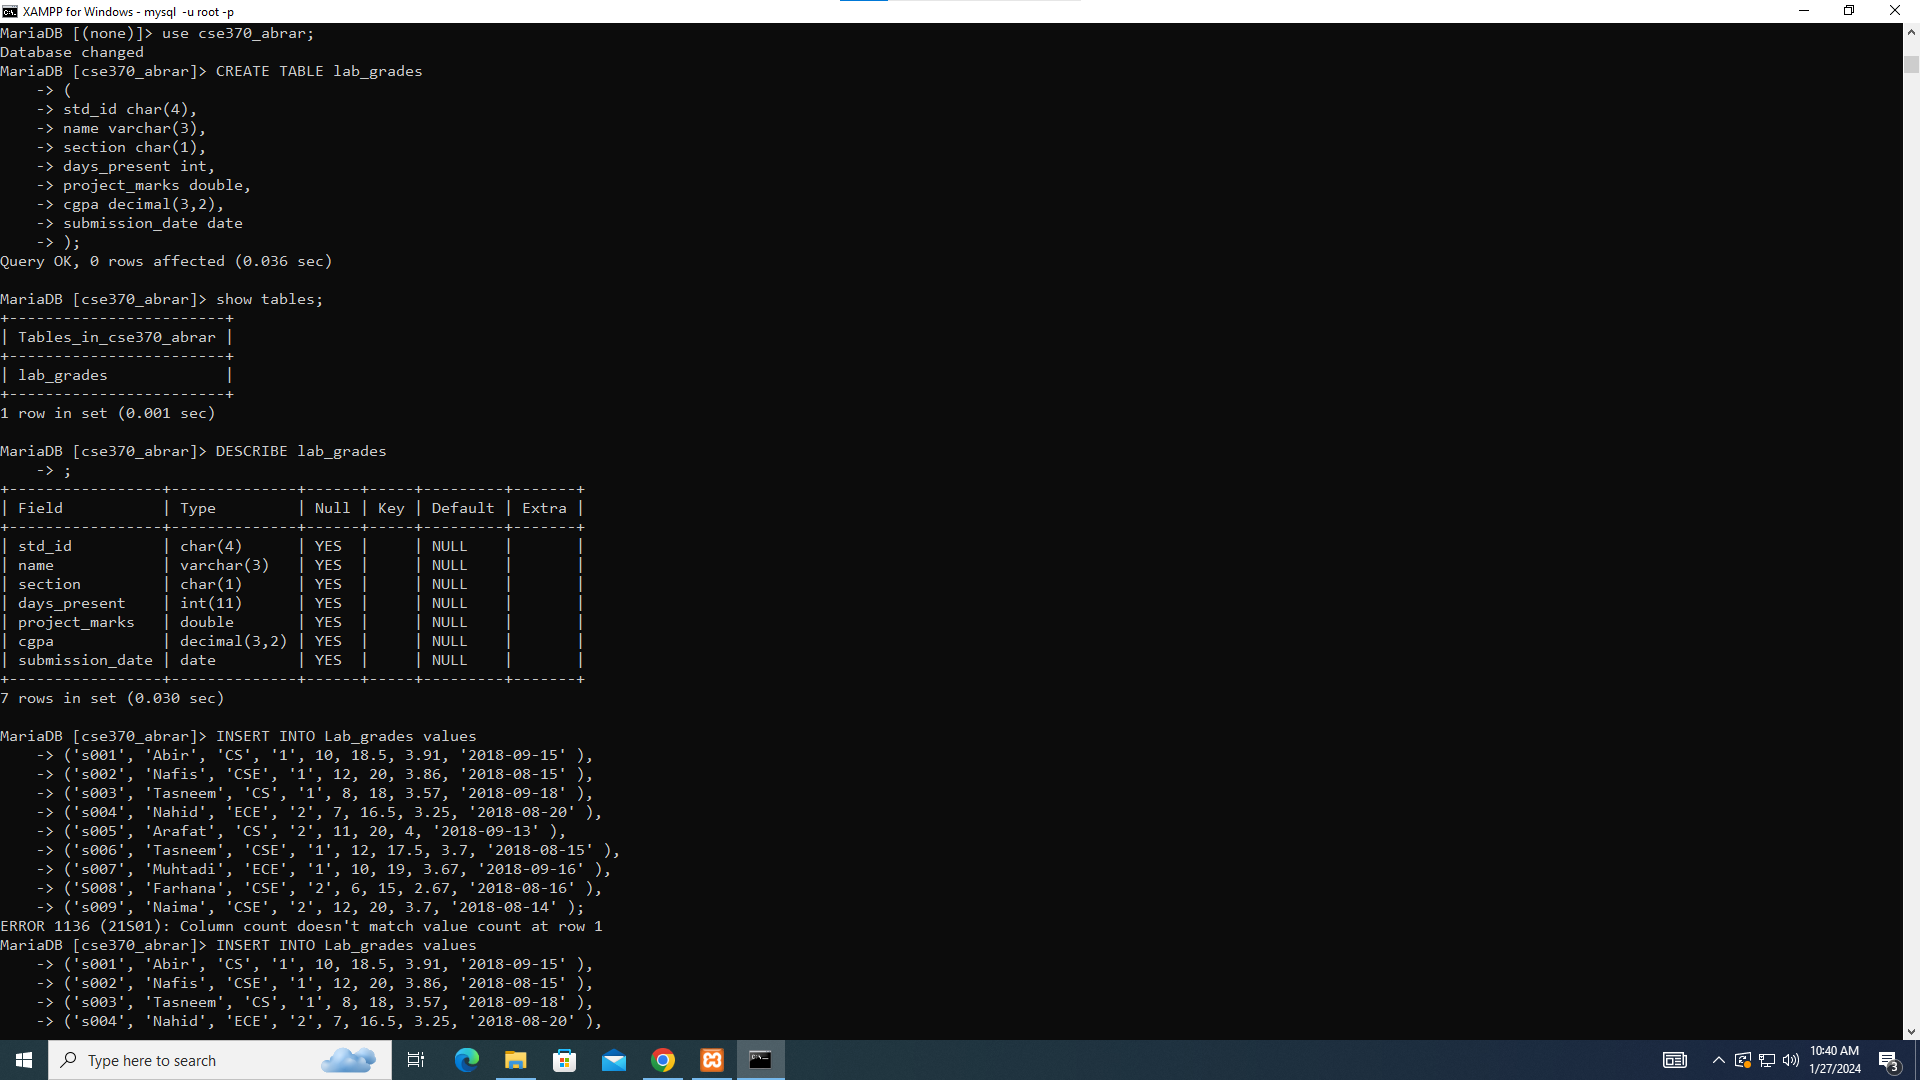 XAMPP for Windows - mysql  -u root -p
MariaDB [(none)]> use cse370_abrar;
Database changed
MariaDB [cse370_abrar]> CREATE TABLE lab_grades
    -> (
    -> std_id char(4),
    -> name varchar(3),
    -> section char(1),
    -> days_present int,
    -> project_marks double,
    -> cgpa decimal(3,2),
    -> submission_date date
    -> );
Query OK, 0 rows affected (0.036 sec)

MariaDB [cse370_abrar]> show tables;
+------------------------+
| Tables_in_cse370_abrar |
+------------------------+
| lab_grades             |
+------------------------+
1 row in set (0.001 sec)

MariaDB [cse370_abrar]> DESCRIBE lab_grades
    -> ;
+-----------------+--------------+------+-----+---------+-------+
| Field           | Type         | Null | Key | Default | Extra |
+-----------------+--------------+------+-----+---------+-------+
| std_id          | char(4)      | YES  |     | NULL    |       |
| name            | varchar(3)   | YES  |     | NULL    |       |
| section         | char(1)      | YES  |     | NULL    |       |
| days_present    | int(11)      | YES  |     | NULL    |       |
| project_marks   | double       | YES  |     | NULL    |       |
| cgpa            | decimal(3,2) | YES  |     | NULL    |       |
| submission_date | date         | YES  |     | NULL    |       |
+-----------------+--------------+------+-----+---------+-------+
7 rows in set (0.030 sec)

MariaDB [cse370_abrar]> INSERT INTO Lab_grades values
    -> ('s001', 'Abir', 'CS', '1', 10, 18.5, 3.91, '2018-09-15' ),
    -> ('s002', 'Nafis', 'CSE', '1', 12, 20, 3.86, '2018-08-15' ),
    -> ('s003', 'Tasneem', 'CS', '1', 8, 18, 3.57, '2018-09-18' ),
    -> ('s004', 'Nahid', 'ECE', '2', 7, 16.5, 3.25, '2018-08-20' ),
    -> ('s005', 'Arafat', 'CS', '2', 11, 20, 4, '2018-09-13' ),
    -> ('s006', 'Tasneem', 'CSE', '1', 12, 17.5, 3.7, '2018-08-15' ),
    -> ('s007', 'Muhtadi', 'ECE', '1', 10, 19, 3.67, '2018-09-16' ),
    -> ('S008', 'Farhana', 'CSE', '2', 6, 15, 2.67, '2018-08-16' ),
    -> ('s009', 'Naima', 'CSE', '2', 12, 20, 3.7, '2018-08-14' );
ERROR 1136 (21S01): Column count doesn't match value count at row 1
MariaDB [cse370_abrar]> INSERT INTO Lab_grades values
    -> ('s001', 'Abir', 'CS', '1', 10, 18.5, 3.91, '2018-09-15' ),
    -> ('s002', 'Nafis', 'CSE', '1', 12, 20, 3.86, '2018-08-15' ),
    -> ('s003', 'Tasneem', 'CS', '1', 8, 18, 3.57, '2018-09-18' ),
    -> ('s004', 'Nahid', 'ECE', '2', 7, 16.5, 3.25, '2018-08-20' ),
Type here to search
10:40 AM
1/27/2024
3